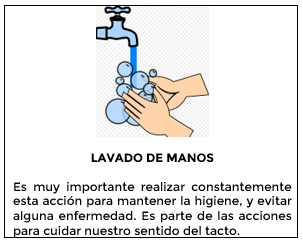 LAVADO DE MANOS
Es muy importante realizar constantemente
esta acción para mantener la higiene, y evitar
alguna enfermedad. Es parte de las acciones
para cuidar nuestro sentido del tacto.